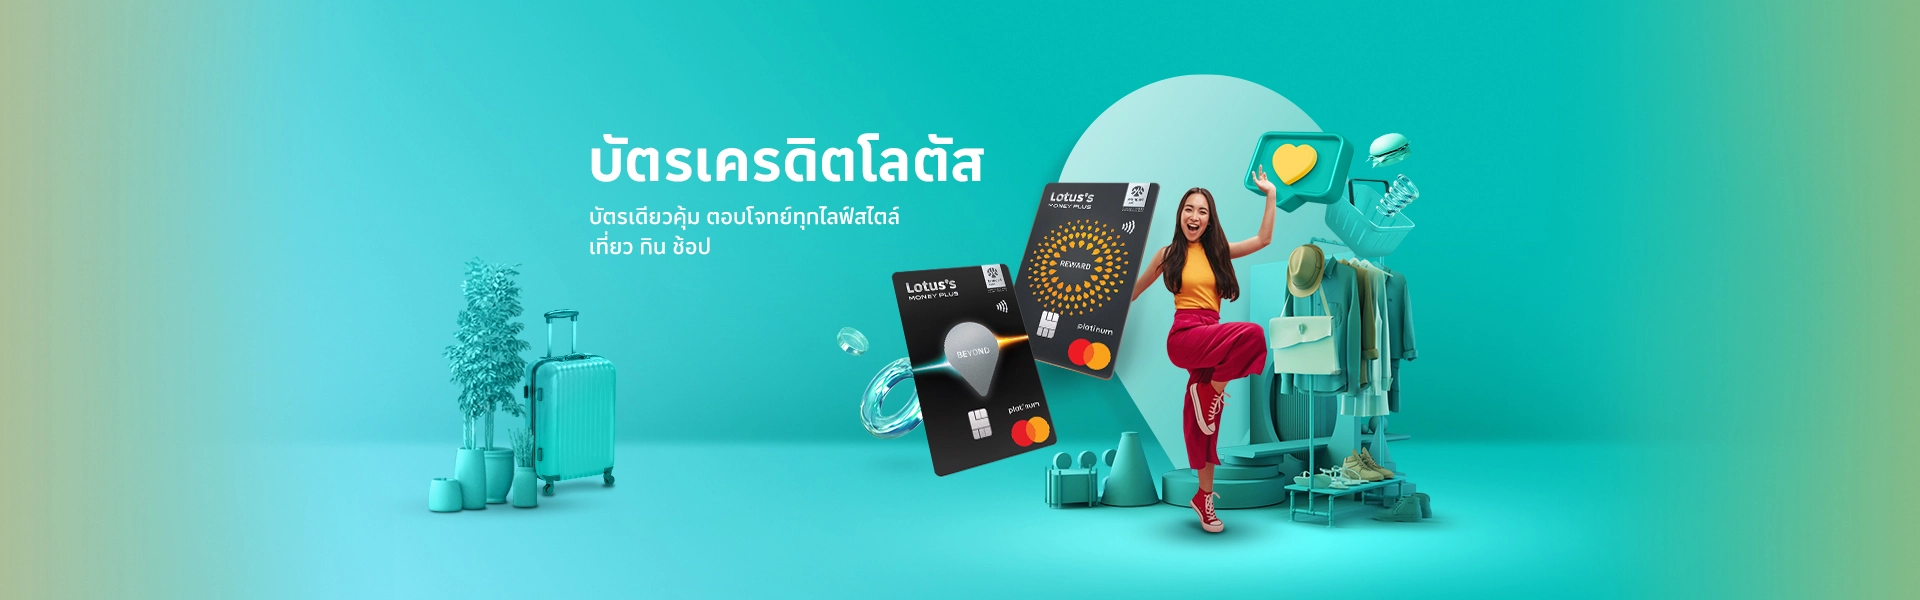 บัตรเครดิตโลตัส
บัตรเดียวคุ้ม ตอบโจทย์ทุกไลฟ์สไตล์
เที่ยว กิน ช้อป
Lotus's
MONEY PLUS
REWARD
platinum
Lotus's
MONEY PLUS
BEYOND
platinum